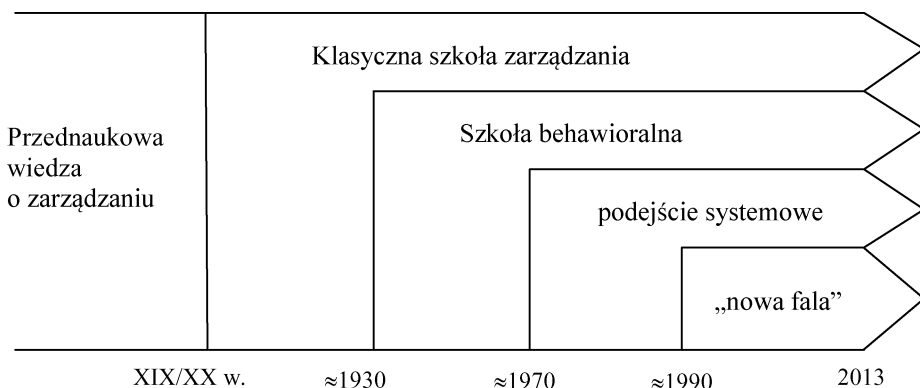 Klasyczna szkoła zarządzania
Przednaukowa
wiedza
o zarządzaniu
Szkoła behawioralna
podejście systemowe
„nowa fala”
XIX/XX w.
≈1930
≈1970
≈1990
2013